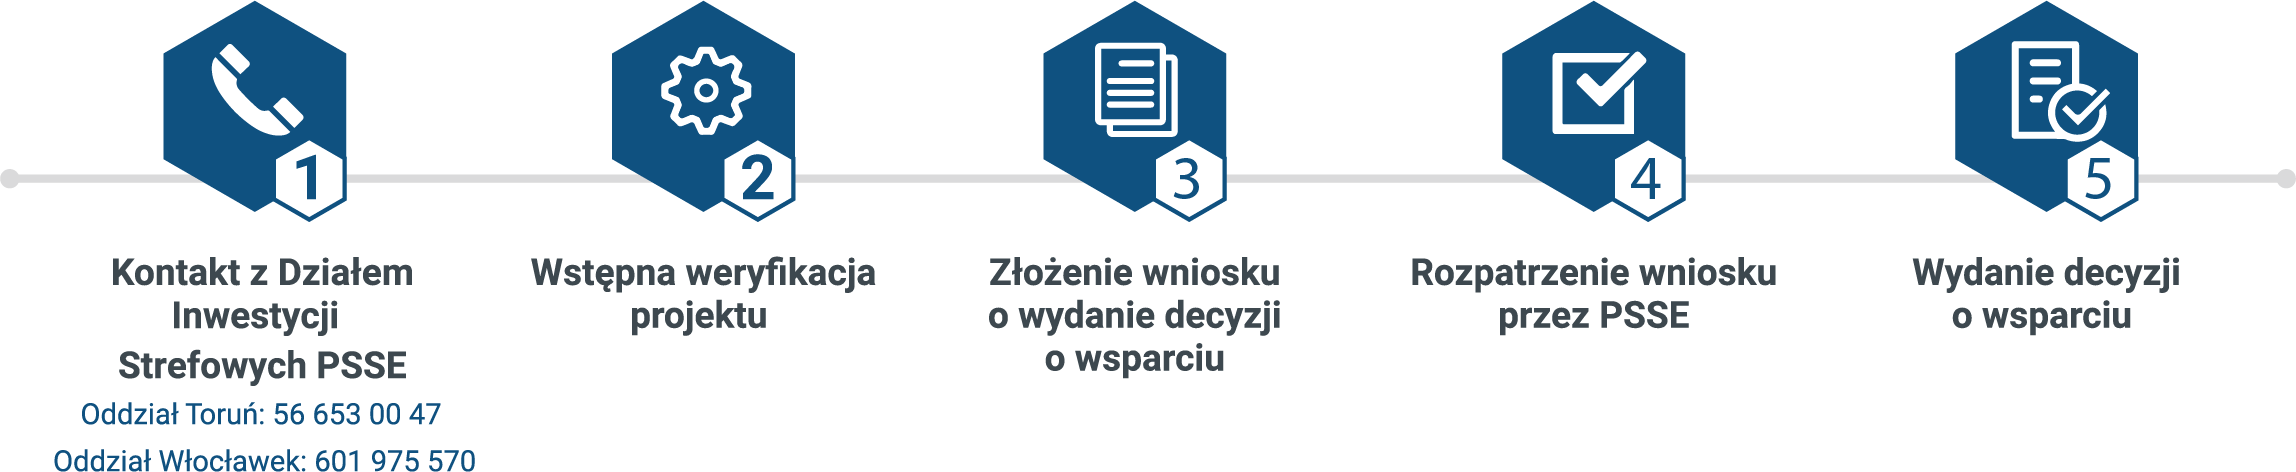 1
Kontakt z Działem
Inwestycji
Strefowych PSSE
Oddział Toruń: 56 653 00 47
Oddział Włocławek: 601 975 570
2
Wstępna weryfikacja
projektu
3
Złożenie wniosku
o wydanie decyzji
o wsparciu
4
Rozpatrzenie wniosku
przez PSSE
5
Wydanie decyzji
o wsparciu